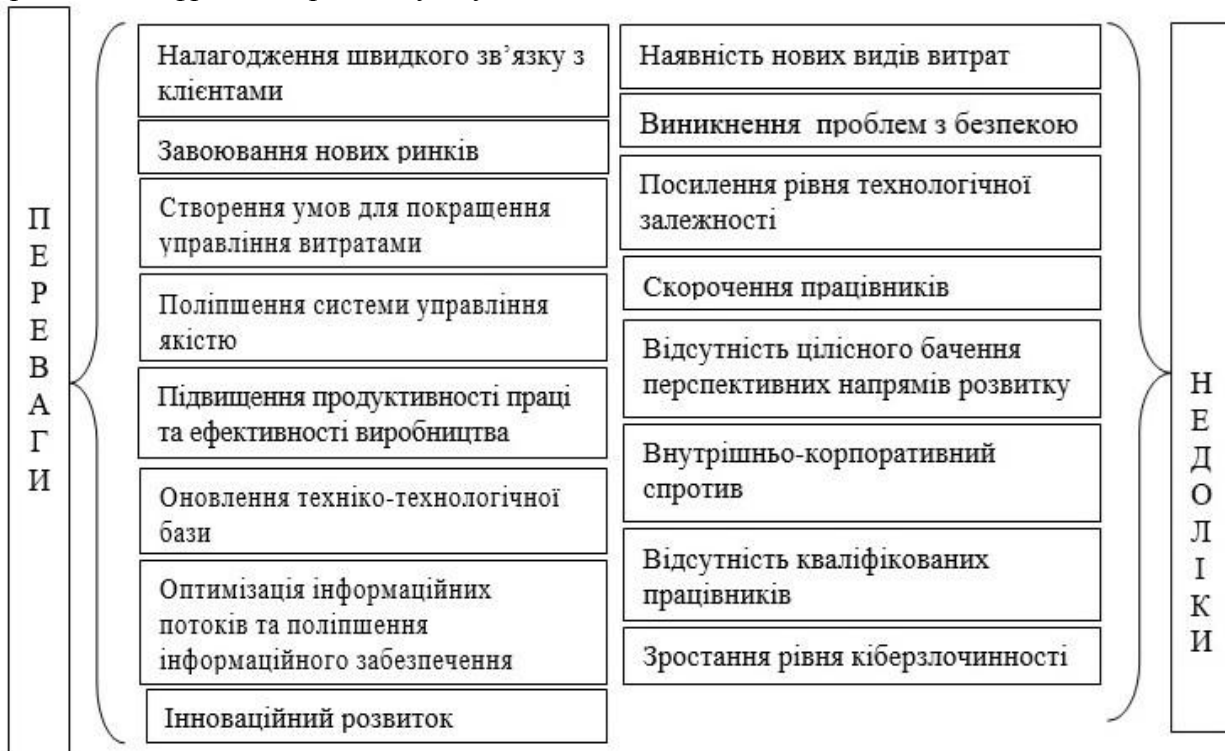 ПЕРЕВАГИ
Налагодження швидкого зв’язку з
клієнтами
Завоювання нових ринків
Створення умов для покращення
управління витратами
Поліпшення системи управління
якістю
Підвищення продуктивності праці
та ефективності виробництва
Оновлення техніко-технологічної
бази
Оптимізація інформаційних
потоків та поліпшення
інформаційного забезпечення
Інноваційний розвиток
Наявність нових видів витрат
Виникнення проблем з безпекою
Посилення рівня технологічної
залежності
Скорочення працівників
Відсутність цілісного бачення
перспективних напрямів розвитку
Внутрішньо-корпоративний
спротив
Відсутність кваліфікованих
працівників
Зростання рівня кіберзлочинності
НЕДОЛІКИ